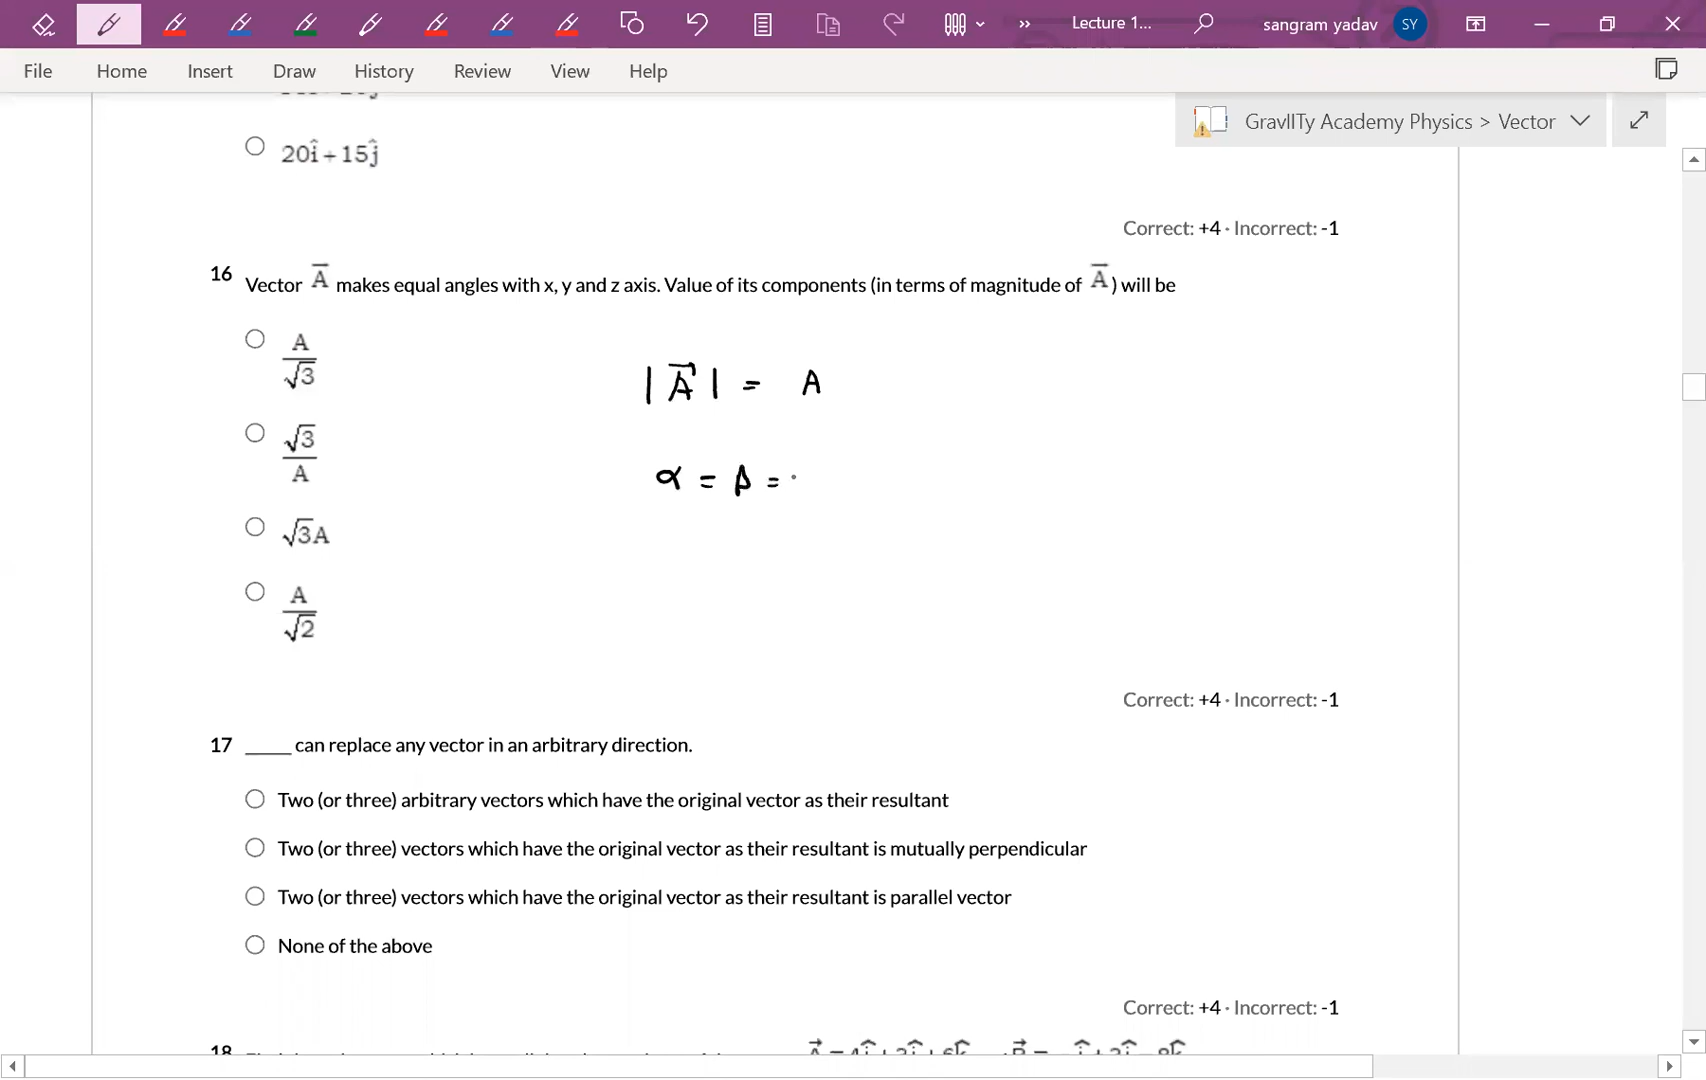 Lecture 1...
sangram yadav
SY
File Home Insert Draw History Review View Help
GravIITy Academy Physics > Vector
20î + 15ĵ
Correct: +4 · Incorrect: -1
16 Vector A⃗ makes equal angles with x, y and z axis. Value of its components (in terms of magnitude of A⃗ ) will be
A/√3
√3/A
√3A
A/√2
|A⃗| = A
α = β =
Correct: +4 · Incorrect: -1
17 _____ can replace any vector in an arbitrary direction.
Two (or three) arbitrary vectors which have the original vector as their resultant
Two (or three) vectors which have the original vector as their resultant is mutually perpendicular
Two (or three) vectors which have the original vector as their resultant is parallel vector
None of the above
Correct: +4 · Incorrect: -1
18